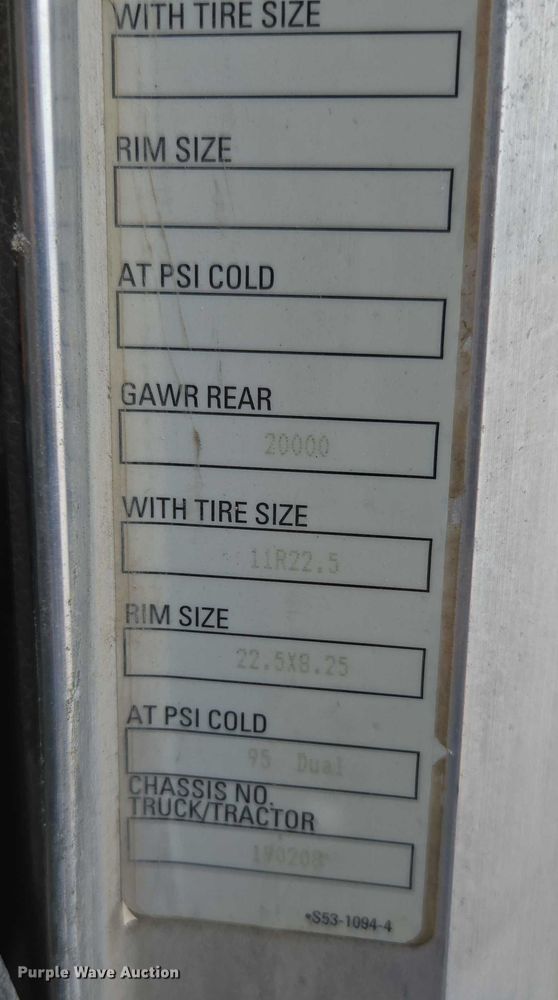 WITH TIRE SIZE
RIM SIZE
AT PSI COLD
GAWR REAR
20000
WITH TIRE SIZE
11R22.5
RIM SIZE
22.5X8.25
AT PSI COLD
95 Dual
CHASSIS NO.
TRUCK/TRACTOR
190208
•S53-1094-4
Purple Wave Auction